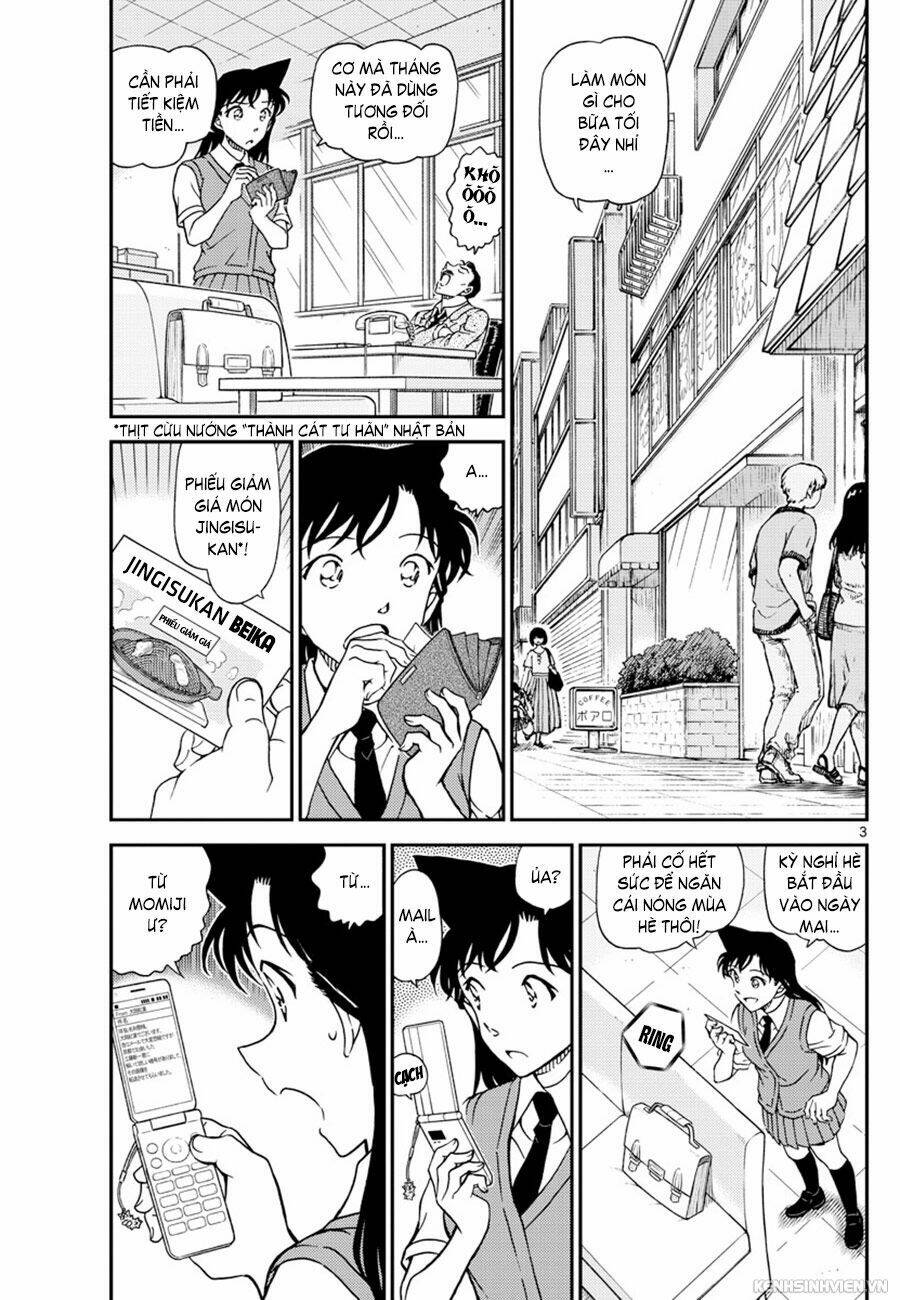 LÀM MÓN
GÌ CHO
BỮA TỐI
ĐÂY NHÍ
...
CƠ MÀ THÁNG
NÀY ĐÃ DÙNG
TƯƠNG ĐỐI
RỒI...
CẦN PHẢI
TIẾT KIỆM
TIỀN...
KHÒ
ÒÒÒ
Ò...
COFFEE
ポアロ
*THỊT CỪU NƯỚNG "THÀNH CÁT TƯ HÃN" NHẬT BẢN
A...
PHIẾU GIẢM
GIÁ MÓN
JINGISU-
KAN*!
JINGISUKAN BEIKA
PHIẾU GIẢM GIÁ
3
KỲ NGHỈ HÈ
BẮT ĐẦU
VÀO NGÀY
MAI...
PHẢI CỐ HẾT
SỨC ĐỂ NGĂN
CÁI NÓNG MÙA
HÈ THÔI!
RING
ỦA?
MAIL
À...
CẠCH
TỪ...
TỪ
MOMIJI
Ư?
KENHSINHVIEN.VN